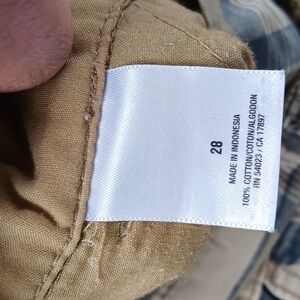 28
MADE IN INDONESIA
100% COTTON/COTON/ALGODON
RN 54023 / CA 17897